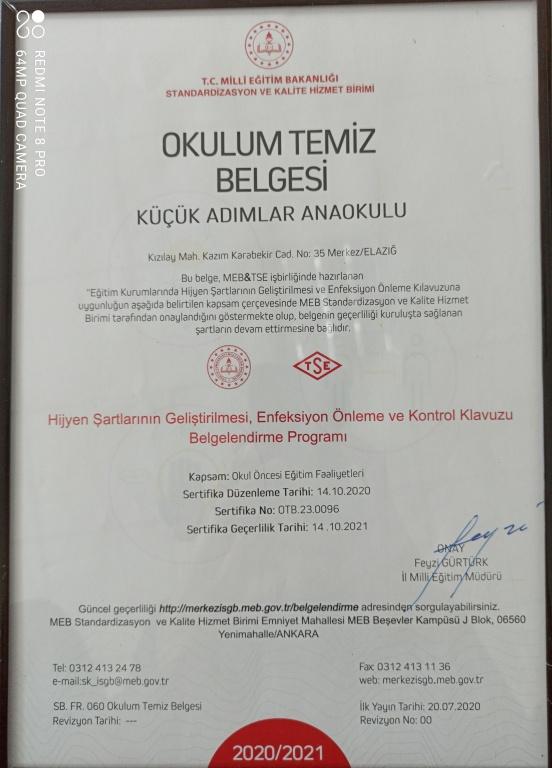 REDMI NOTE 8 PRO
64MP QUAD CAMERA
T.C. MİLLİ EĞİTİM BAKANLIĞI
STANDARDİZASYON VE KALİTE HİZMET BİRİMİ
OKULUM TEMİZ
BELGESİ
KÜÇÜK ADIMLAR ANAOKULU
Kızılay Mah. Kazım Karabekir Cad. No: 35 Merkez/ELAZIĞ
Bu belge, MEB&TSE işbirliğinde hazırlanan
"Eğitim Kurumlarında Hijyen Şartlarının Geliştirilmesi ve Enfeksiyon Önleme Kılavuzuna
uygunluğun aşağıda belirtilen kapsam çerçevesinde MEB Standardizasyon ve Kalite Hizmet
Birimi tarafından onaylandığını göstermekte olup, belgenin geçerliliği kuruluşta sağlanan
şartların devam ettirmesine bağlıdır.
TSE
Hijyen Şartlarının Geliştirilmesi, Enfeksiyon Önleme ve Kontrol Klavuzu
Belgelendirme Programı
Kapsam: Okul Öncesi Eğitim Faaliyetleri
Sertifika Düzenleme Tarihi: 14.10.2020
Sertifika No: OTB.23.0096
Sertifika Geçerlilik Tarihi: 14.10.2021
ONAY
Feyzi GÜRTÜRK
İl Milli Eğitim Müdürü
Güncel geçerliliği http://merkezisgb.meb.gov.tr/belgelendirme adresinden sorgulayabilirsiniz.
MEB Standardizasyon ve Kalite Hizmet Birimi Emniyet Mahallesi MEB Beşevler Kampüsü J Blok, 06560
Yenimahalle/ANKARA
Tel: 0312 413 24 78
e-mail:sk_isgb@meb.gov.tr
Fax: 0312 413 11 36
web: merkezisgb.meb.gov.tr
SB. FR. 060 Okulum Temiz Belgesi
Revizyon Tarihi: ---
İlk Yayın Tarihi: 20.07.2020
Revizyon No: 00
2020/2021